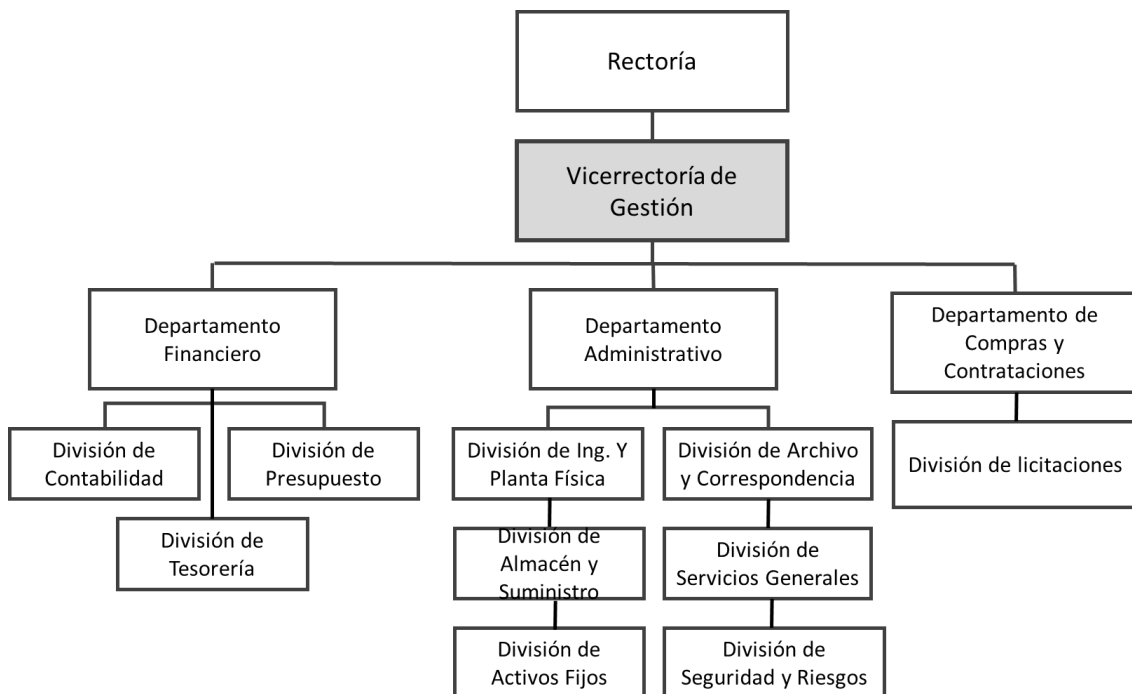 Rectoría
Vicerrectoría de
Gestión
Departamento
Financiero
Departamento
Administrativo
Departamento de
Compras y
Contrataciones
División de
Contabilidad
División de
Presupuesto
División de
Tesorería
División de Ing. Y
Planta Física
División de Archivo
y Correspondencia
División de
Almacén y
Suministro
División de
Servicios Generales
División de
Activos Fijos
División de
Seguridad y Riesgos
División de licitaciones